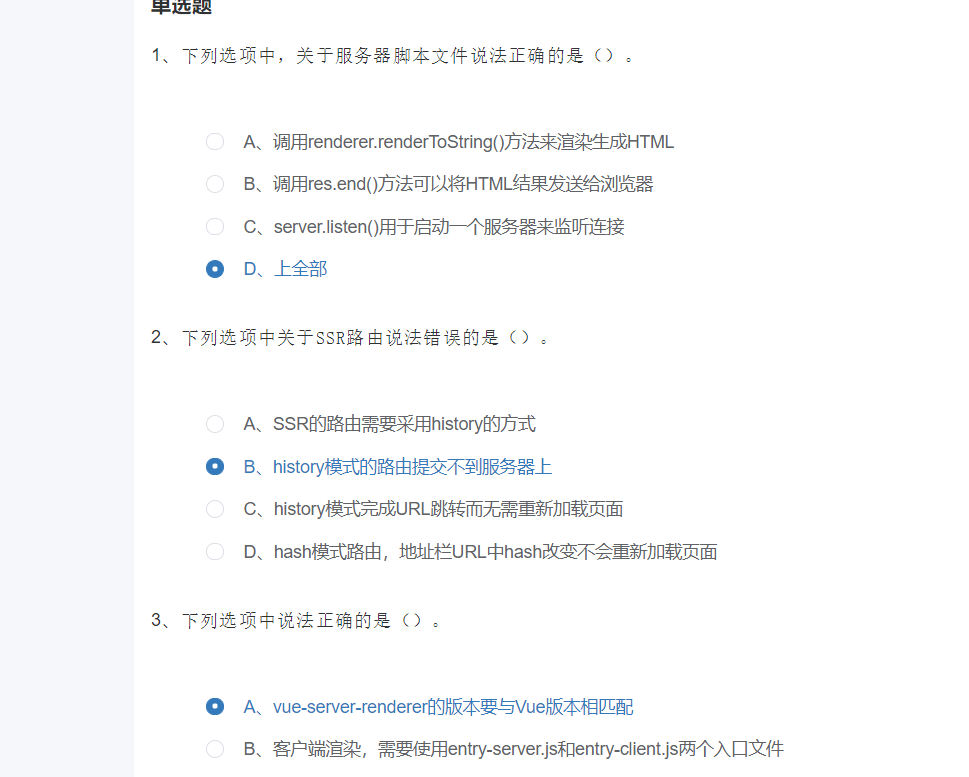 单选题
1、下列选项中，关于服务器脚本文件说法正确的是（）。
A、调用renderer.renderToString()方法来渲染生成HTML
B、调用res.end()方法可以将HTML结果发送给浏览器
C、server.listen()用于启动一个服务器来监听连接
D、上全部
2、下列选项中关于SSR路由说法错误的是（）。
A、SSR的路由需要采用history的方式
B、history模式的路由提交不到服务器上
C、history模式完成URL跳转而无需重新加载页面
D、hash模式路由，地址栏URL中hash改变不会重新加载页面
3、下列选项中说法正确的是（）。
A、vue-server-renderer的版本要与Vue版本相匹配
B、客户端渲染，需要使用entry-server.js和entry-client.js两个入口文件